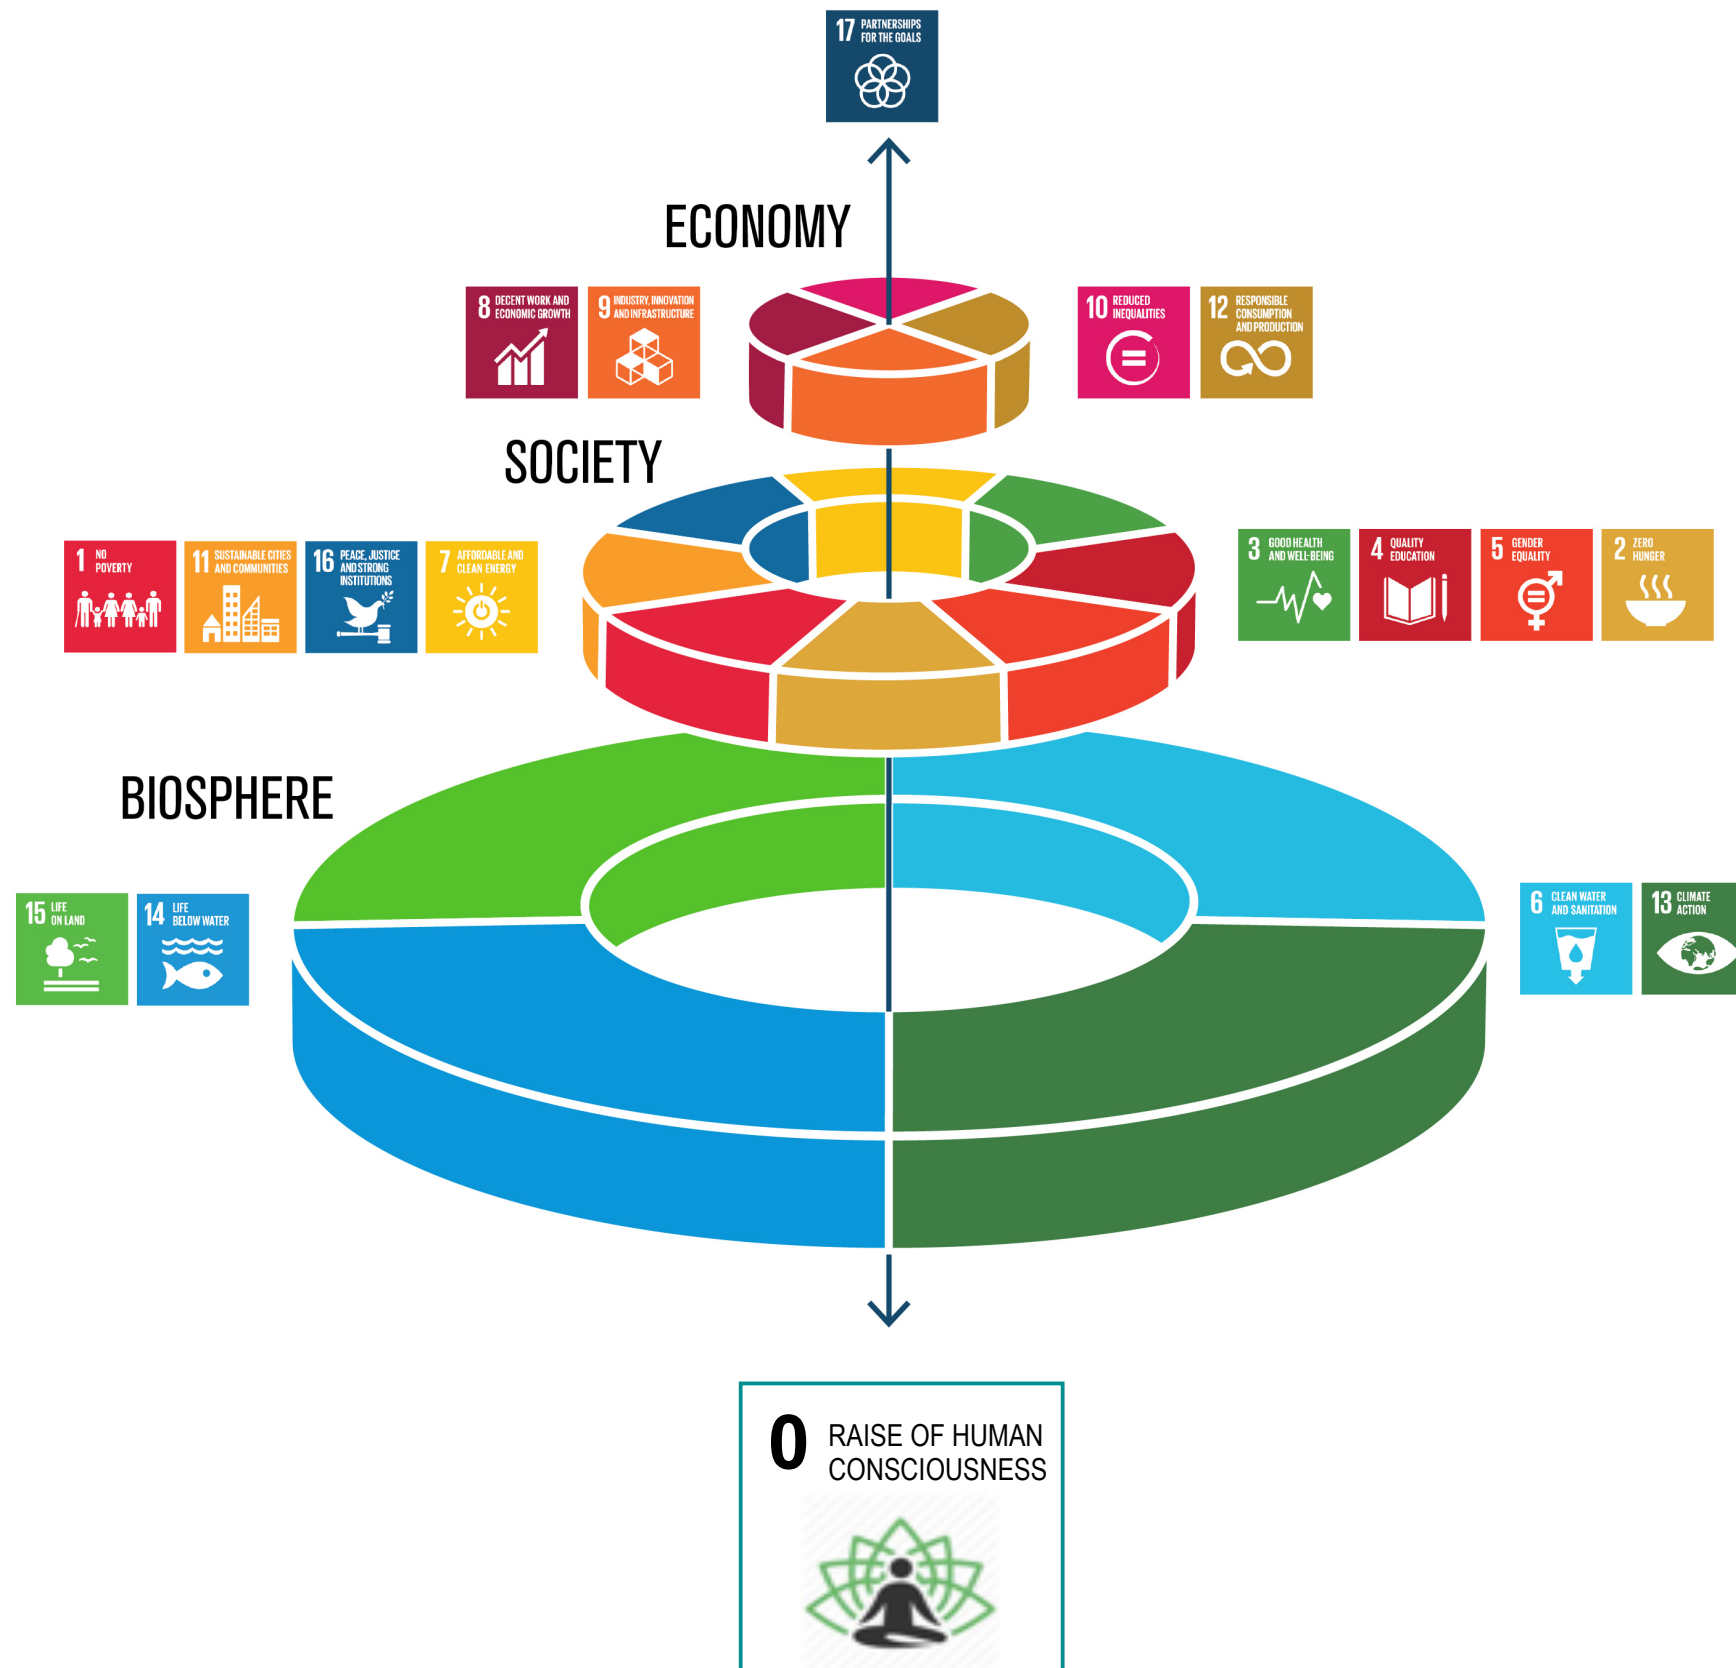 17 PARTNERSHIPS
FOR THE GOALS
ECONOMY
8 DECENT WORK AND
ECONOMIC GROWTH
9 INDUSTRY, INNOVATION
AND INFRASTRUCTURE
10 REDUCED
INEQUALITIES
12 RESPONSIBLE
CONSUMPTION
AND PRODUCTION
SOCIETY
1 NO
POVERTY
11 SUSTAINABLE CITIES
AND COMMUNITIES
16 PEACE, JUSTICE
AND STRONG
INSTITUTIONS
7 AFFORDABLE AND
CLEAN ENERGY
3 GOOD HEALTH
AND WELL-BEING
4 QUALITY
EDUCATION
5 GENDER
EQUALITY
2 ZERO
HUNGER
BIOSPHERE
15 LIFE
ON LAND
14 LIFE
BELOW WATER
6 CLEAN WATER
AND SANITATION
13 CLIMATE
ACTION
0 RAISE OF HUMAN
CONSCIOUSNESS